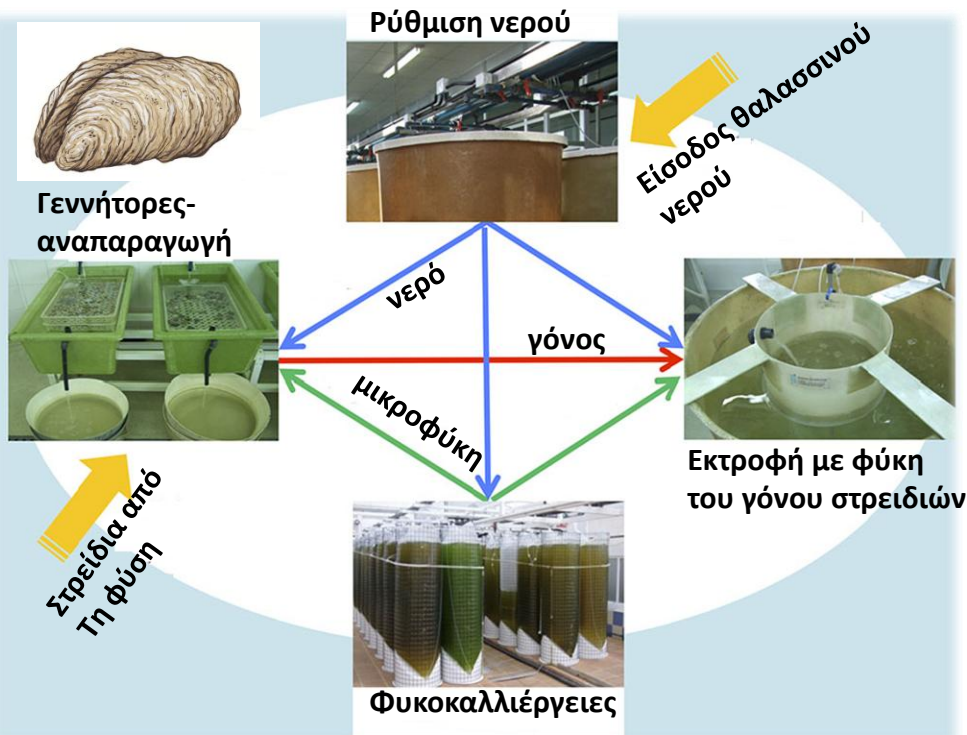 Ρύθμιση νερού
Είσοδος θαλασσινού
νερού
Γεννήτορες-
αναπαραγωγή
νερό
γόνος
μικροφύκη
Εκτροφή με φύκη
του γόνου στρειδιών
Στρείδια από
Τη φύση
Φυκοκαλλιέργειες